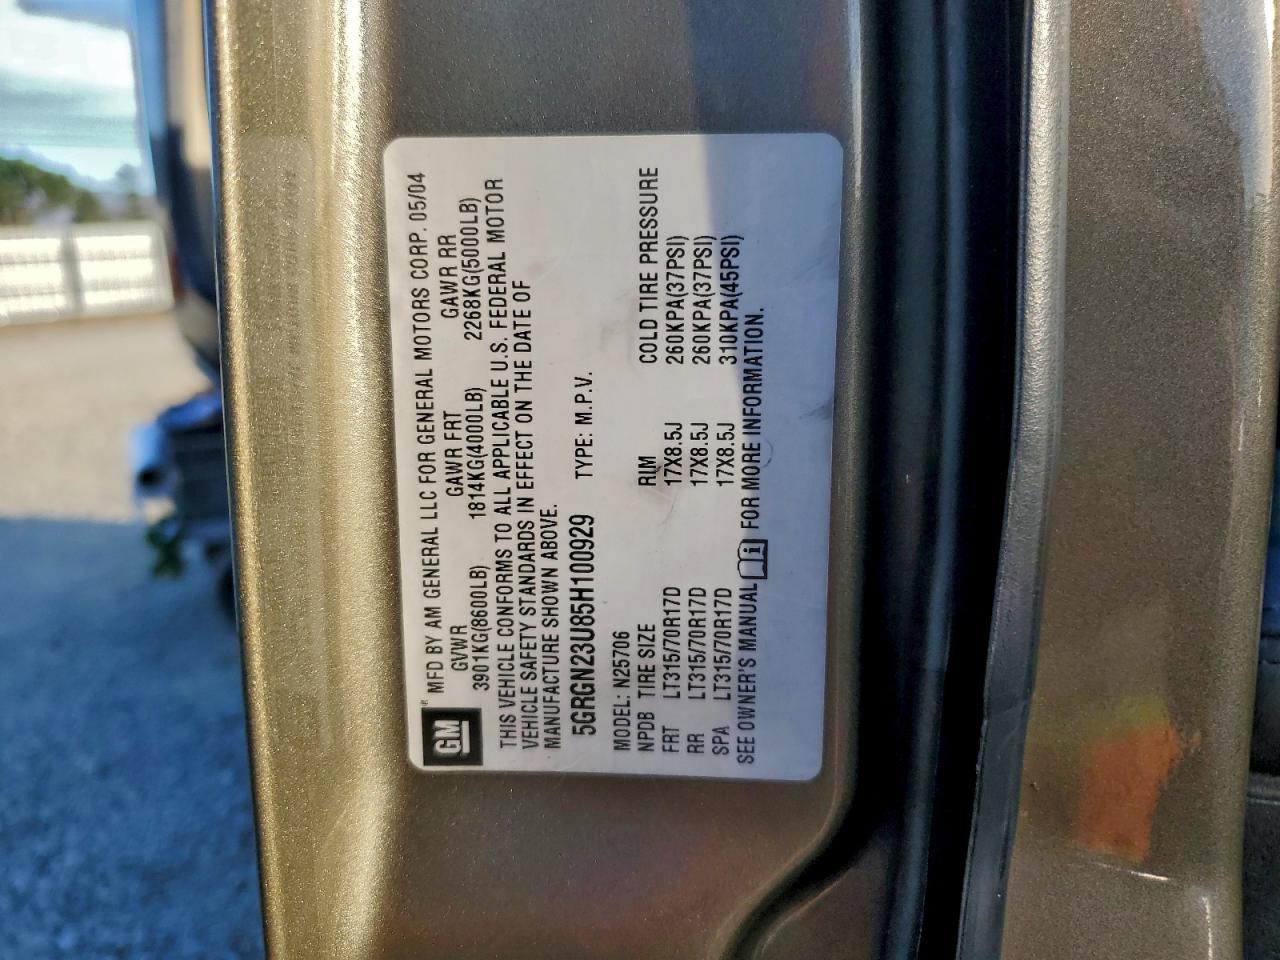 MFD BY AM GENERAL LLC FOR GENERAL MOTORS CORP. 05/04
GVWR GAWR FRT GAWR RR
3901KG(8600LB) 1814KG(4000LB) 2268KG(5000LB)
THIS VEHICLE CONFORMS TO ALL APPLICABLE U.S. FEDERAL MOTOR
VEHICLE SAFETY STANDARDS IN EFFECT ON THE DATE OF
MANUFACTURE SHOWN ABOVE.
5GRGN23U85H100929 TYPE: M.P.V.
MODEL: N25706
NPDB TIRE SIZE RIM COLD TIRE PRESSURE
FRT LT315/70R17D 17X8.5J 260KPA(37PSI)
RR LT315/70R17D 17X8.5J 260KPA(37PSI)
SPA LT315/70R17D 17X8.5J 310KPA(45PSI)
SEE OWNER'S MANUAL i FOR MORE INFORMATION.
GM®